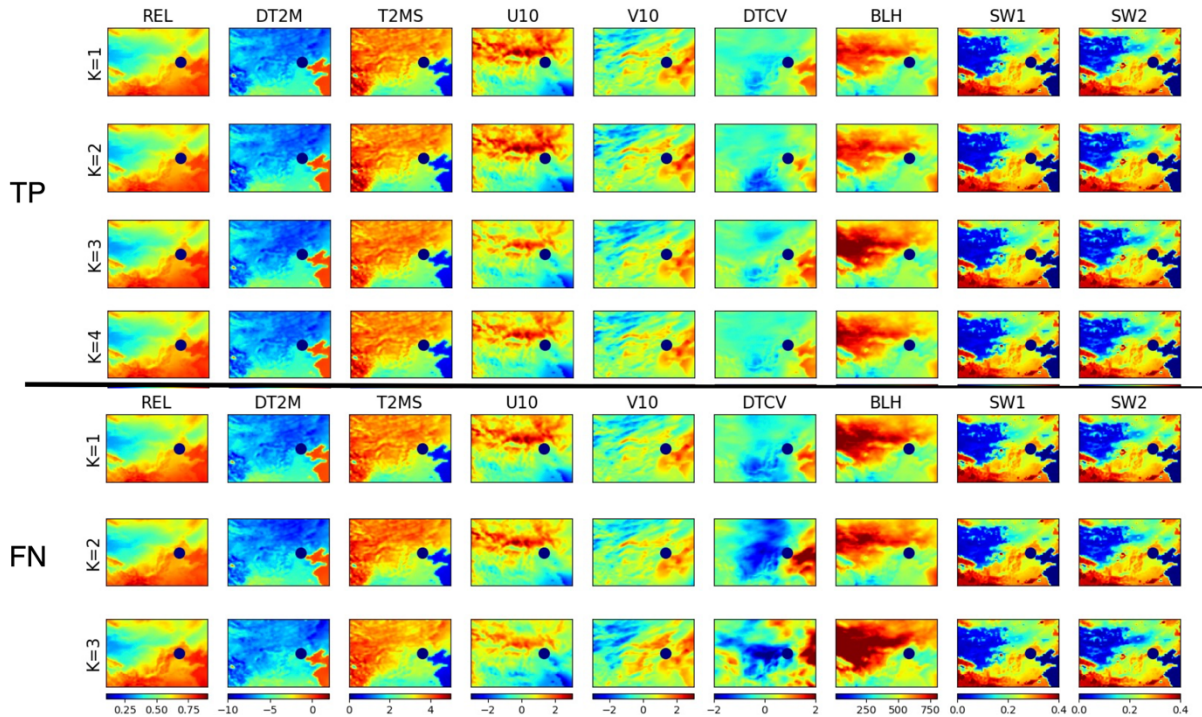 REL DT2M T2MS U10 V10 DTCV BLH SW1 SW2
K=1
K=2
TP
K=3
K=4
REL DT2M T2MS U10 V10 DTCV BLH SW1 SW2
K=1
FN
K=2
K=3
0.25 0.75 −10 0 0 2 4 −2 0 2 −2 0 2 −2 0 2 250 500 750 0.0 0.2 0.4 0.0 0.2 0.4